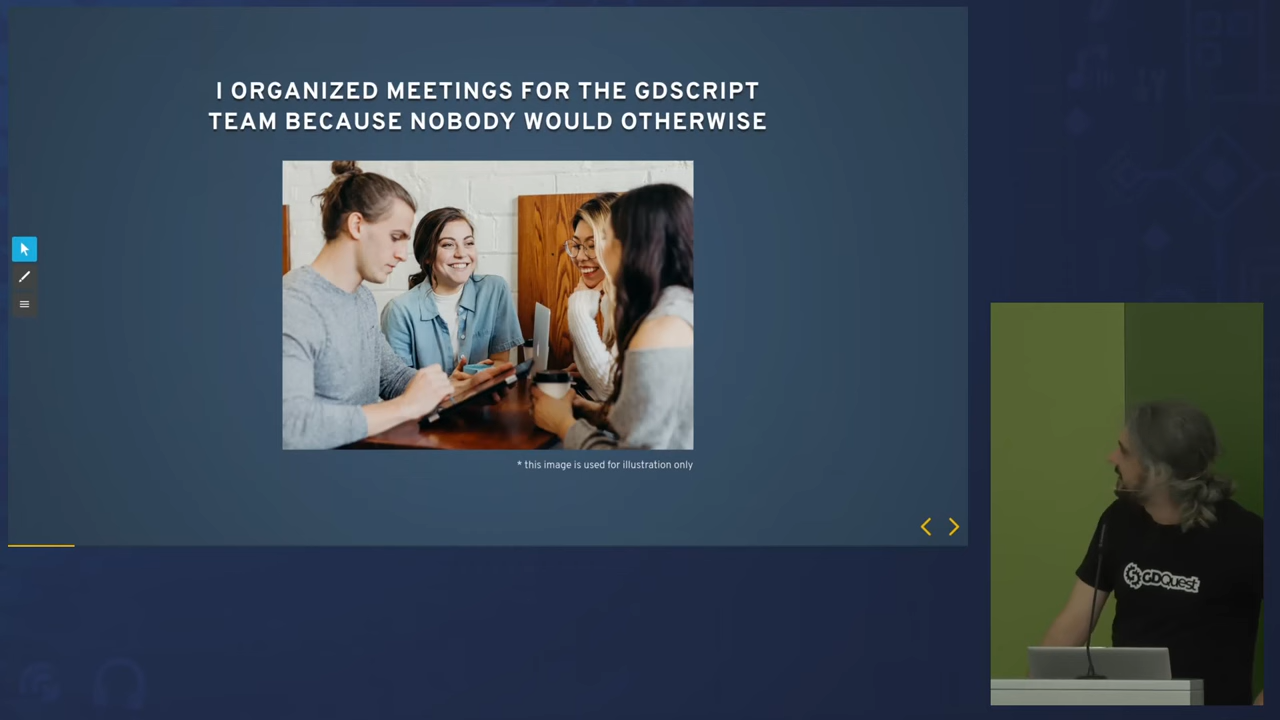 I ORGANIZED MEETINGS FOR THE GDSCRIPT
TEAM BECAUSE NOBODY WOULD OTHERWISE
* this image is used for illustration only
GDQuest